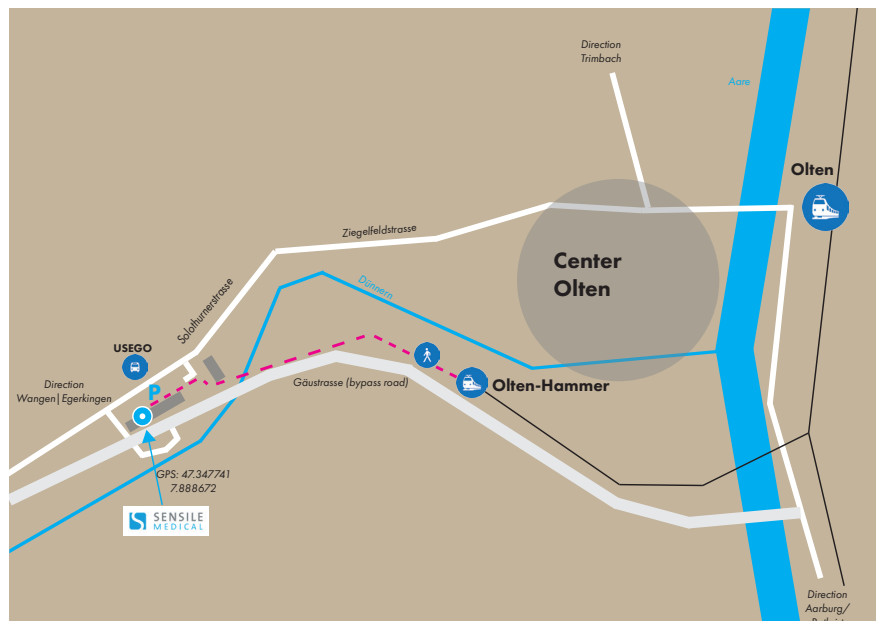 Direction
Trimbach
Aare
Olten
Ziegelfeldstrasse
Center
Olten
Dünnern
Solothurnerstrasse
USEGO
Direction
Wangen|Egerkingen
P
Gäustrasse (bypass road)
Olten-Hammer
GPS: 47.347741
7.888672
SENSILE
MEDICAL
Direction
Aarburg/